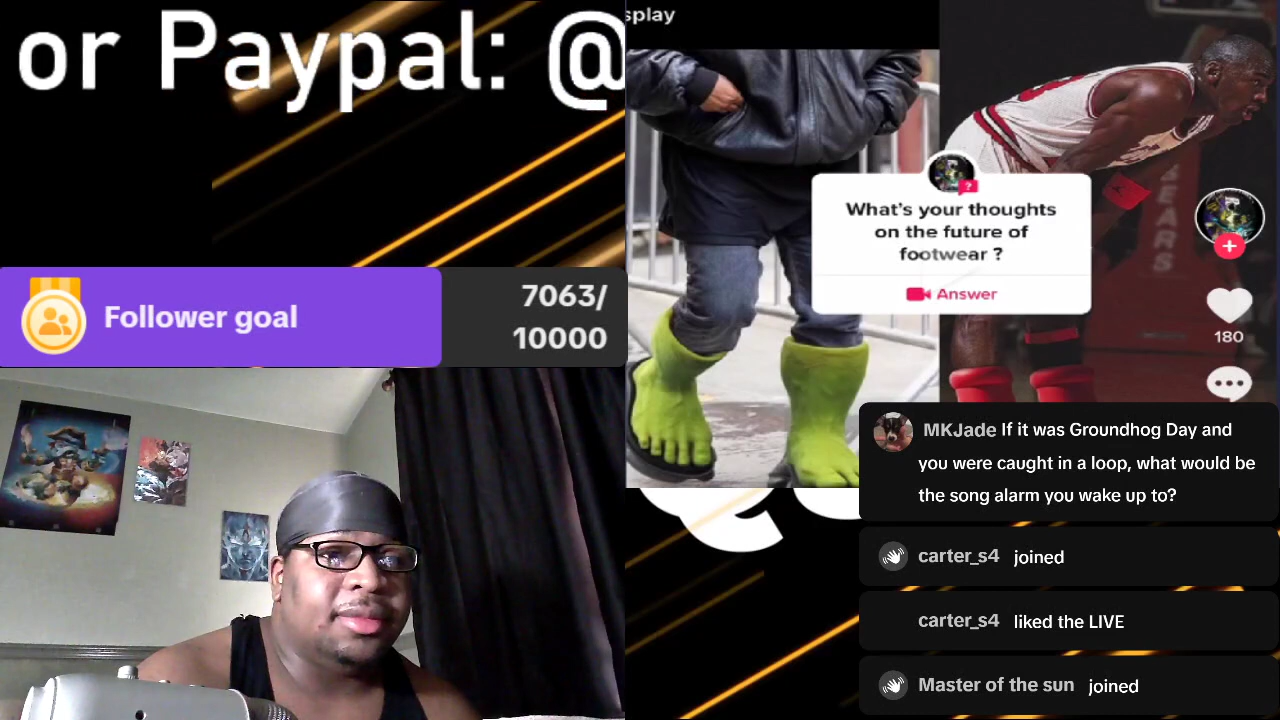 or Paypal: @
splay
What's your thoughts
on the future of
footwear ?
Answer
180
Follower goal
7063/
10000
MKJade If it was Groundhog Day and
you were caught in a loop, what would be
the song alarm you wake up to?
carter_s4 joined
carter_s4 liked the LIVE
Master of the sun joined